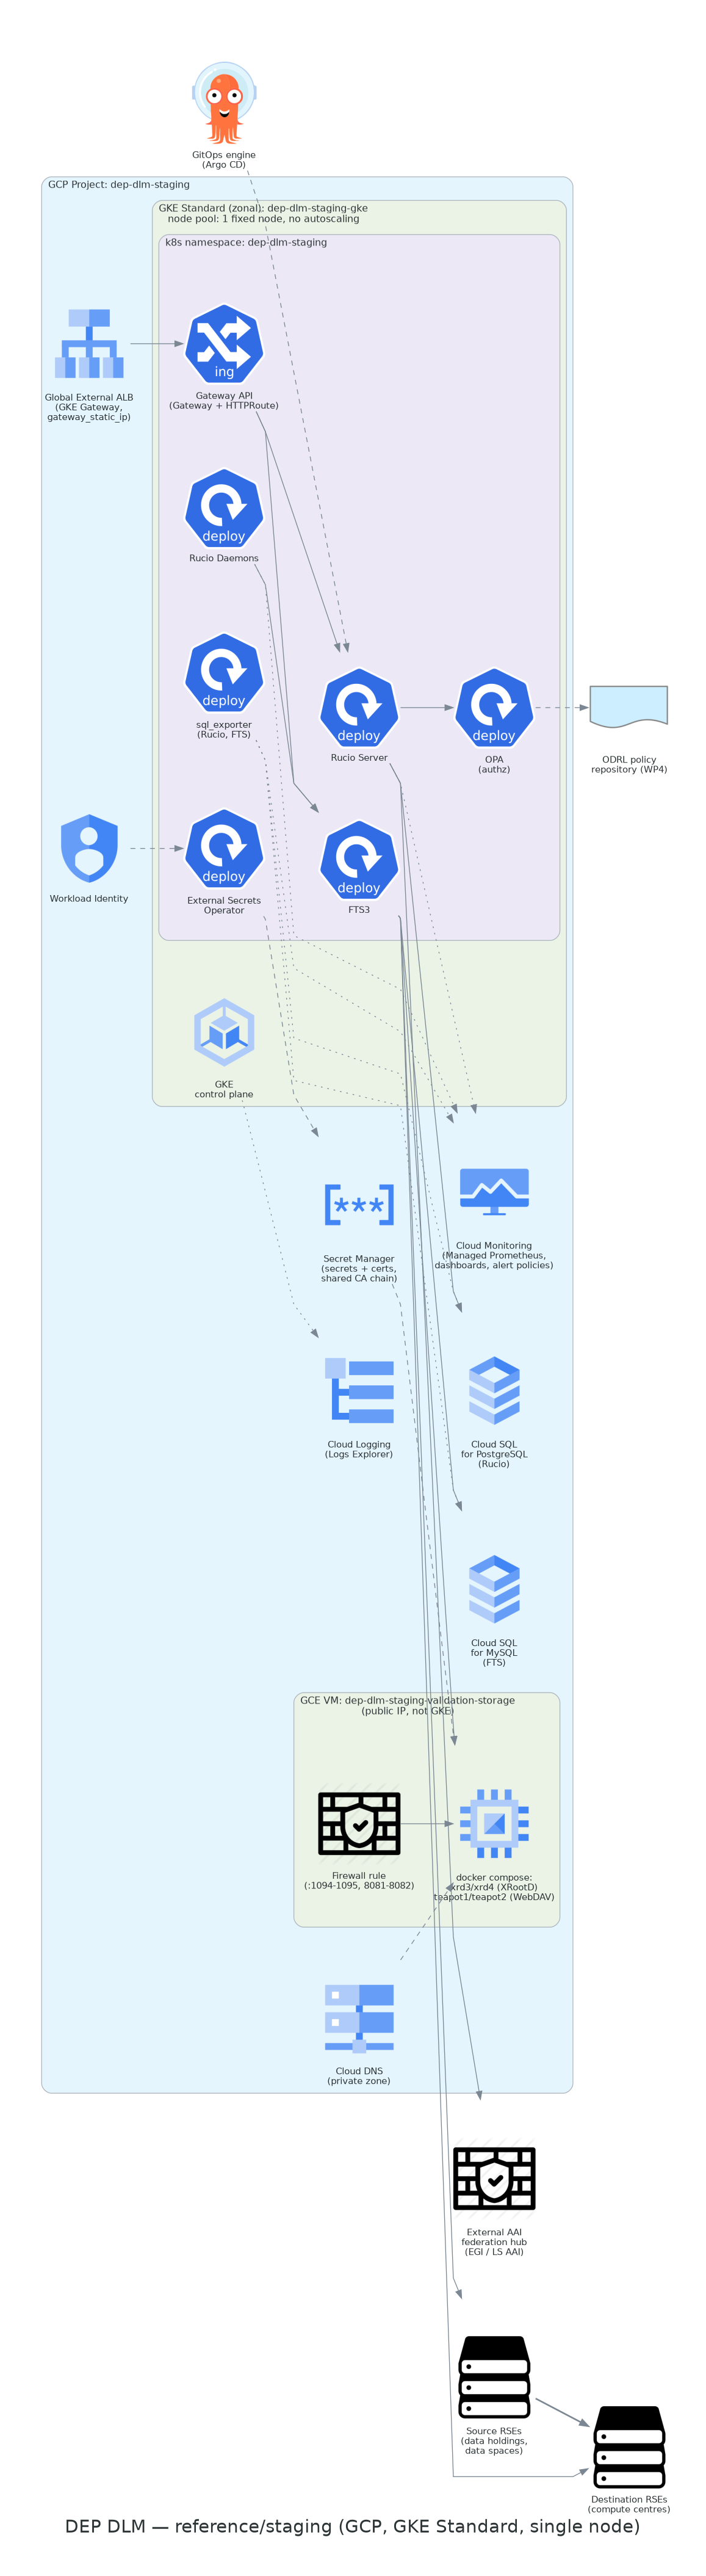 GitOps engine
(Argo CD)
GCP Project: dep-dlm-staging
GKE Standard (zonal): dep-dlm-staging-gke
node pool: 1 fixed node, no autoscaling
k8s namespace: dep-dlm-staging
ing
Global External ALB
(GKE Gateway,
gateway_static_ip)
Gateway API
(Gateway + HTTPRoute)
deploy
Rucio Daemons
deploy
sql_exporter
(Rucio, FTS)
deploy
Rucio Server
deploy
OPA
(authz)
ODRL policy
repository (WP4)
Workload Identity
deploy
External Secrets
Operator
deploy
FTS3
GKE
control plane
[***]
Secret Manager
(secrets + certs,
shared CA chain)
Cloud Monitoring
(Managed Prometheus,
dashboards, alert policies)
Cloud Logging
(Logs Explorer)
Cloud SQL
for PostgreSQL
(Rucio)
Cloud SQL
for MySQL
(FTS)
GCE VM: dep-dlm-staging-validation-storage
(public IP, not GKE)
Firewall rule
(:1094-1095, 8081-8082)
docker compose:
xrd3/xrd4 (XRootD)
teapot1/teapot2 (WebDAV)
Cloud DNS
(private zone)
External AAI
federation hub
(EGI / LS AAI)
Source RSEs
(data holdings,
data spaces)
Destination RSEs
(compute centres)
DEP DLM — reference/staging (GCP, GKE Standard, single node)